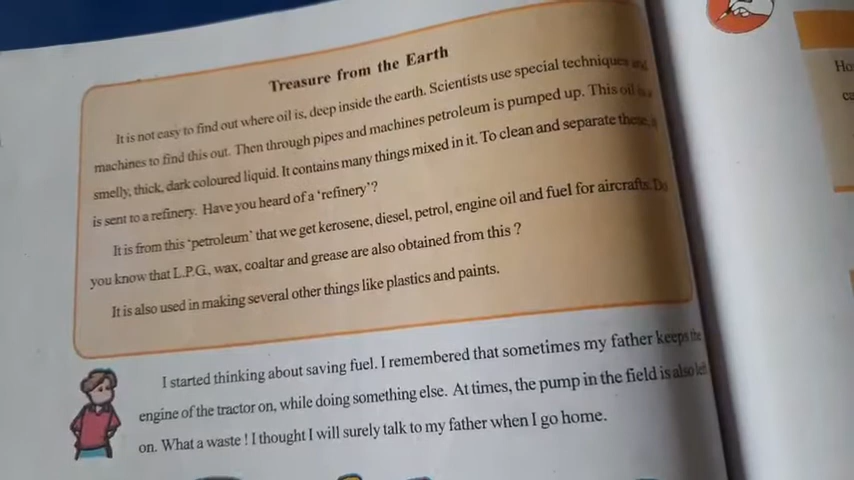 Treasure from the Earth
It is not easy to find out where oil is, deep inside the earth. Scientists use special techniques and
machines to find this out. Then through pipes and machines petroleum is pumped up. This oil is a
smelly, thick, dark coloured liquid. It contains many things mixed in it. To clean and separate these, it
is sent to a refinery. Have you heard of a 'refinery'?
It is from this 'petroleum' that we get kerosene, diesel, petrol, engine oil and fuel for aircrafts. Do
you know that L.P.G., wax, coaltar and grease are also obtained from this ?
It is also used in making several other things like plastics and paints.
I started thinking about saving fuel. I remembered that sometimes my father keeps the
engine of the tractor on, while doing something else. At times, the pump in the field is also left
on. What a waste ! I thought I will surely talk to my father when I go home.
Ho
ca